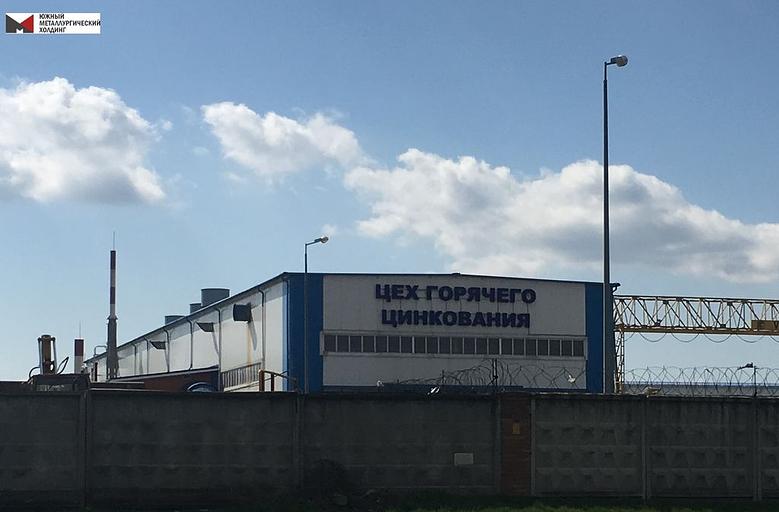 ЮЖНЫЙ
МЕТАЛЛУРГИЧЕСКИЙ
ХОЛДИНГ
ЦЕХ ГОРЯЧЕГО
ЦИНКОВАНИЯ